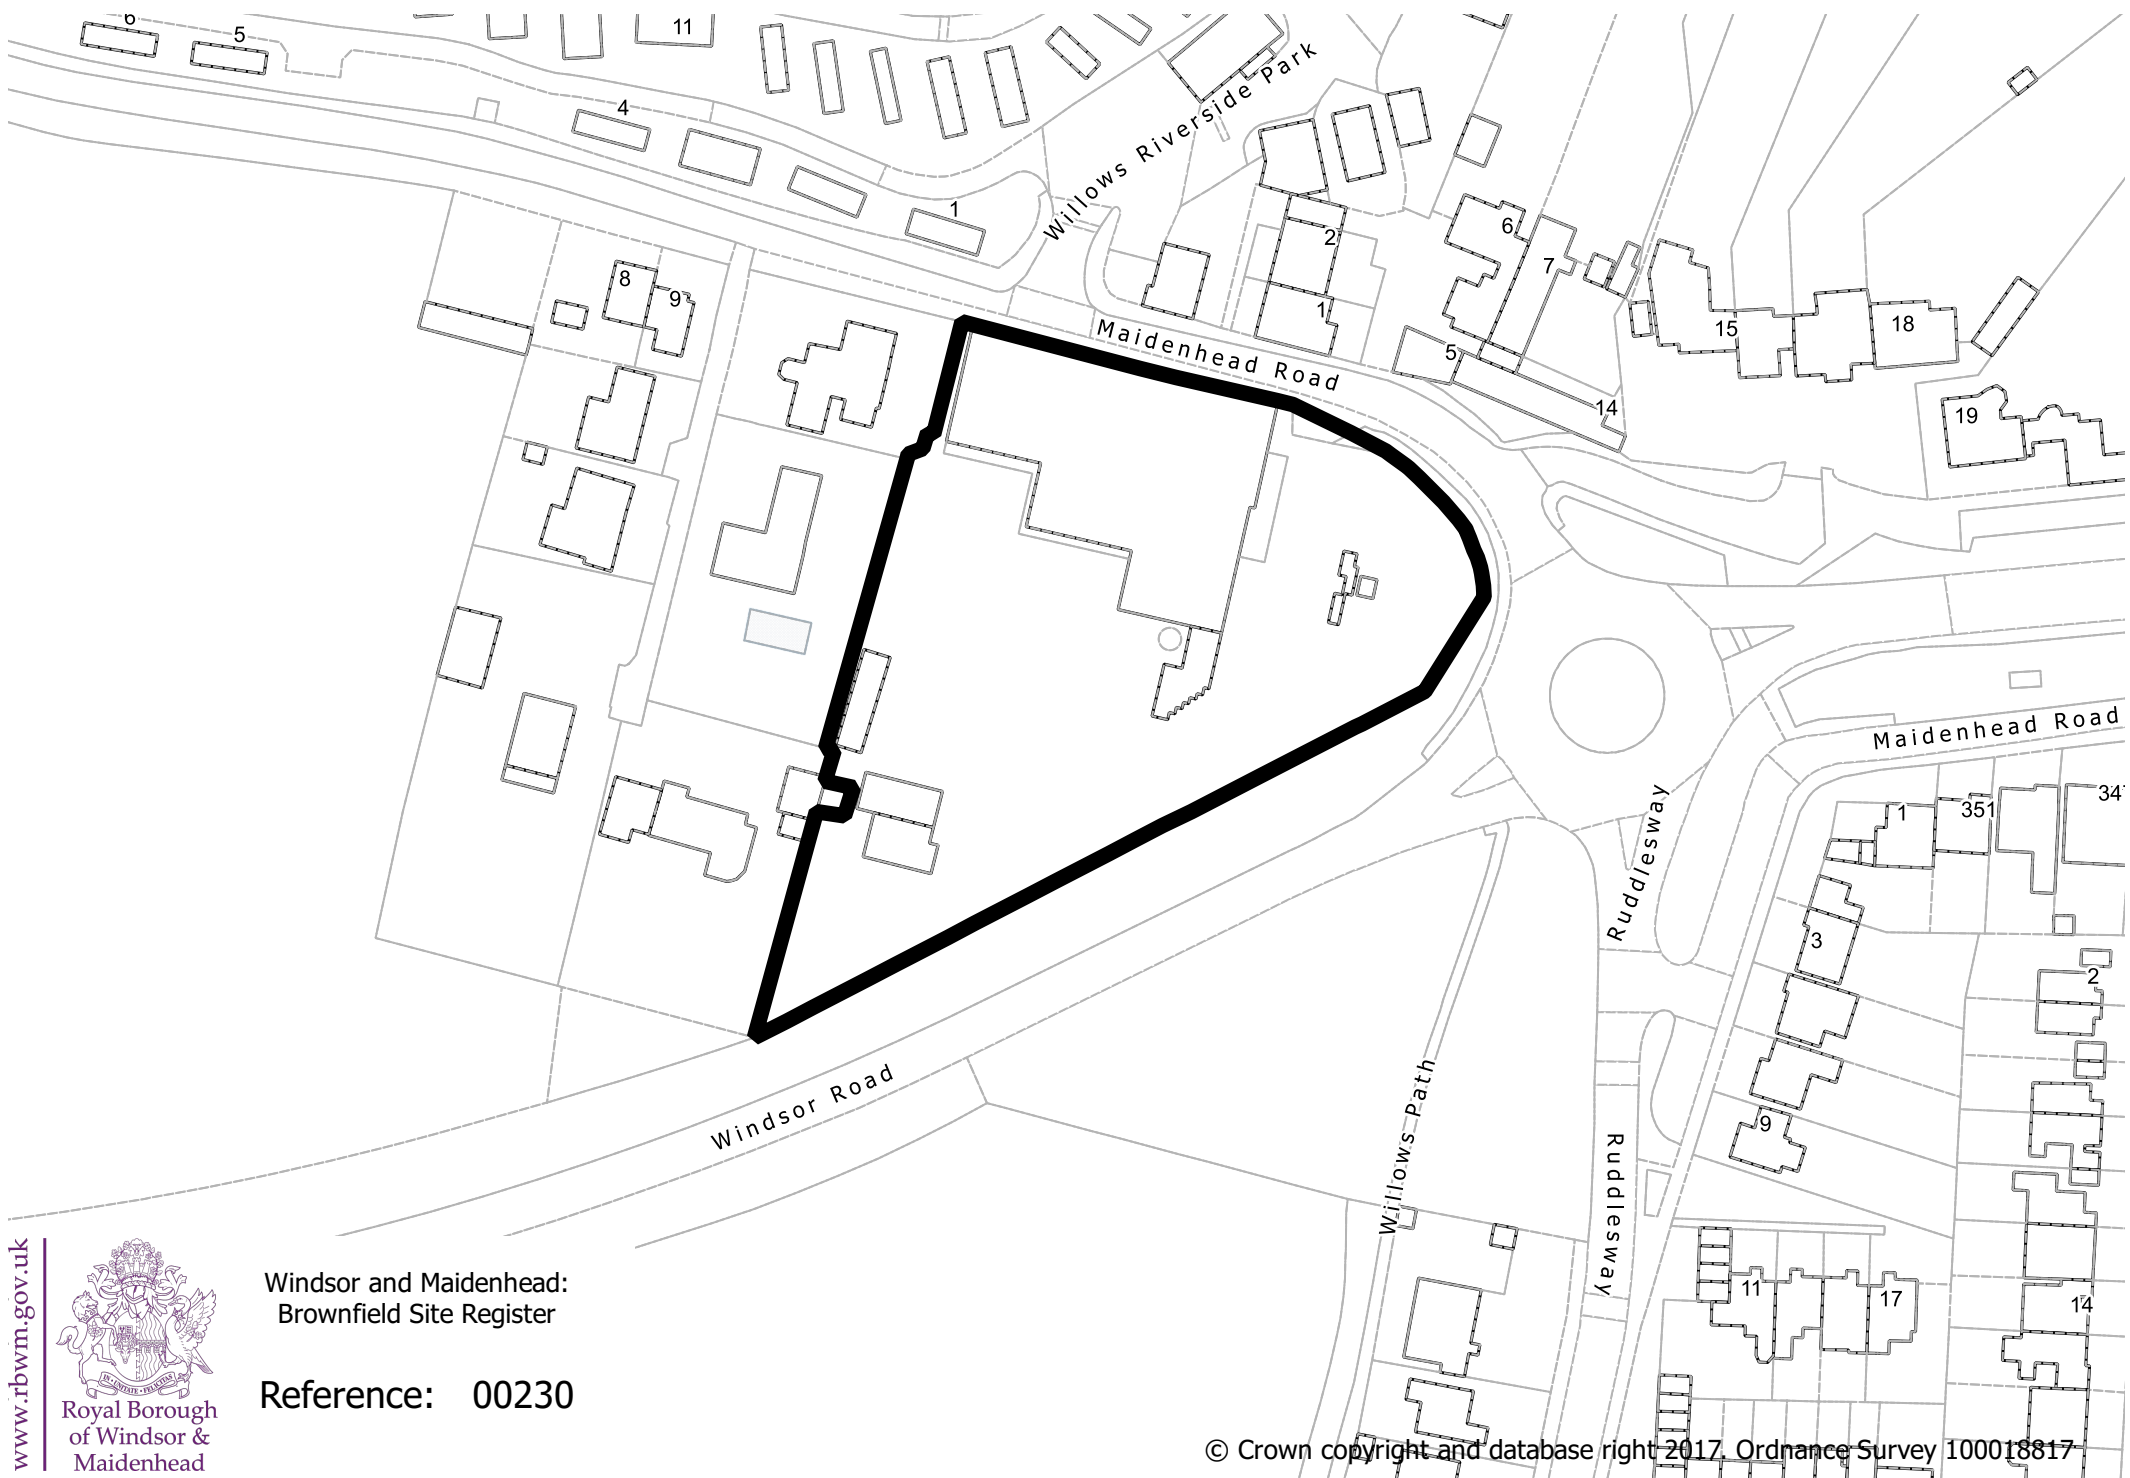 6
5
11
4
1
Willows Riverside Park
8
9
2
1
6
7
5
14
15
18
19
Maidenhead Road
Maidenhead Road
Ruddlesway
1
351
3
2
9
Windsor Road
Willows Path
Ruddlesway
11
17
14
www.rbwm.gov.uk
IN · UNITATE · FELICITAS
Royal Borough
of Windsor &
Maidenhead
Windsor and Maidenhead:
Brownfield Site Register
Reference: 00230
© Crown copyright and database right 2017. Ordnance Survey 100018817